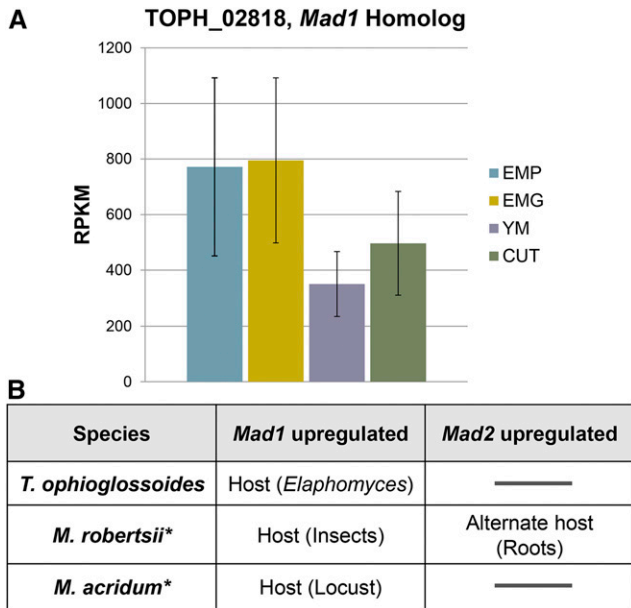 A
TOPH_02818, Mad1 Homolog
1200
1000
800
600
400
200
0
RPKM
EMP
EMG
YM
CUT
B
Species Mad1 upregulated Mad2 upregulated
T. ophioglossoides Host (Elaphomyces)
M. robertsii* Host (Insects) Alternate host
(Roots)
M. acridum* Host (Locust)